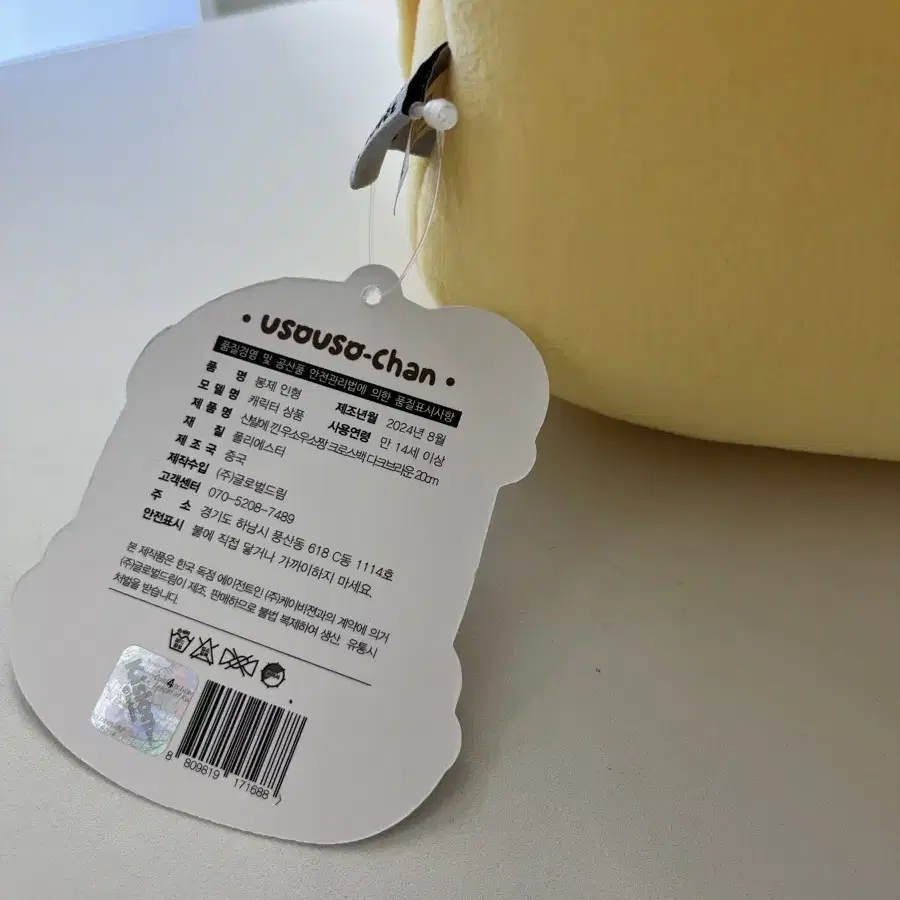 • usausa-chan •
품질경영 및 공산품 안전관리법에 의한 품질표시사항
품 명 봉제 인형 제조년월 2024년 8월
모델명 캐릭터 상품 사용연령 만 14세 이상
제품명 신발에 낀 우소우소짱 크로스백 다크브라운 20cm
재 질 폴리에스터
제조국 중국
제작수입 (주)글로벌드림
고객센터 070-5208-7489
주 소 경기도 하남시 풍산동 618 C동 1114호
안전표시 불에 직접 닿거나 가까이하지 마세요.
본 제작품은 한국 독점 에이전트인 (주)케이비젼과의 계약에 의거
(주)글로벌드림이 제조, 판매하므로 불법 복제하여 생산, 유통시
처벌을 받습니다.
8 809819 171688 >